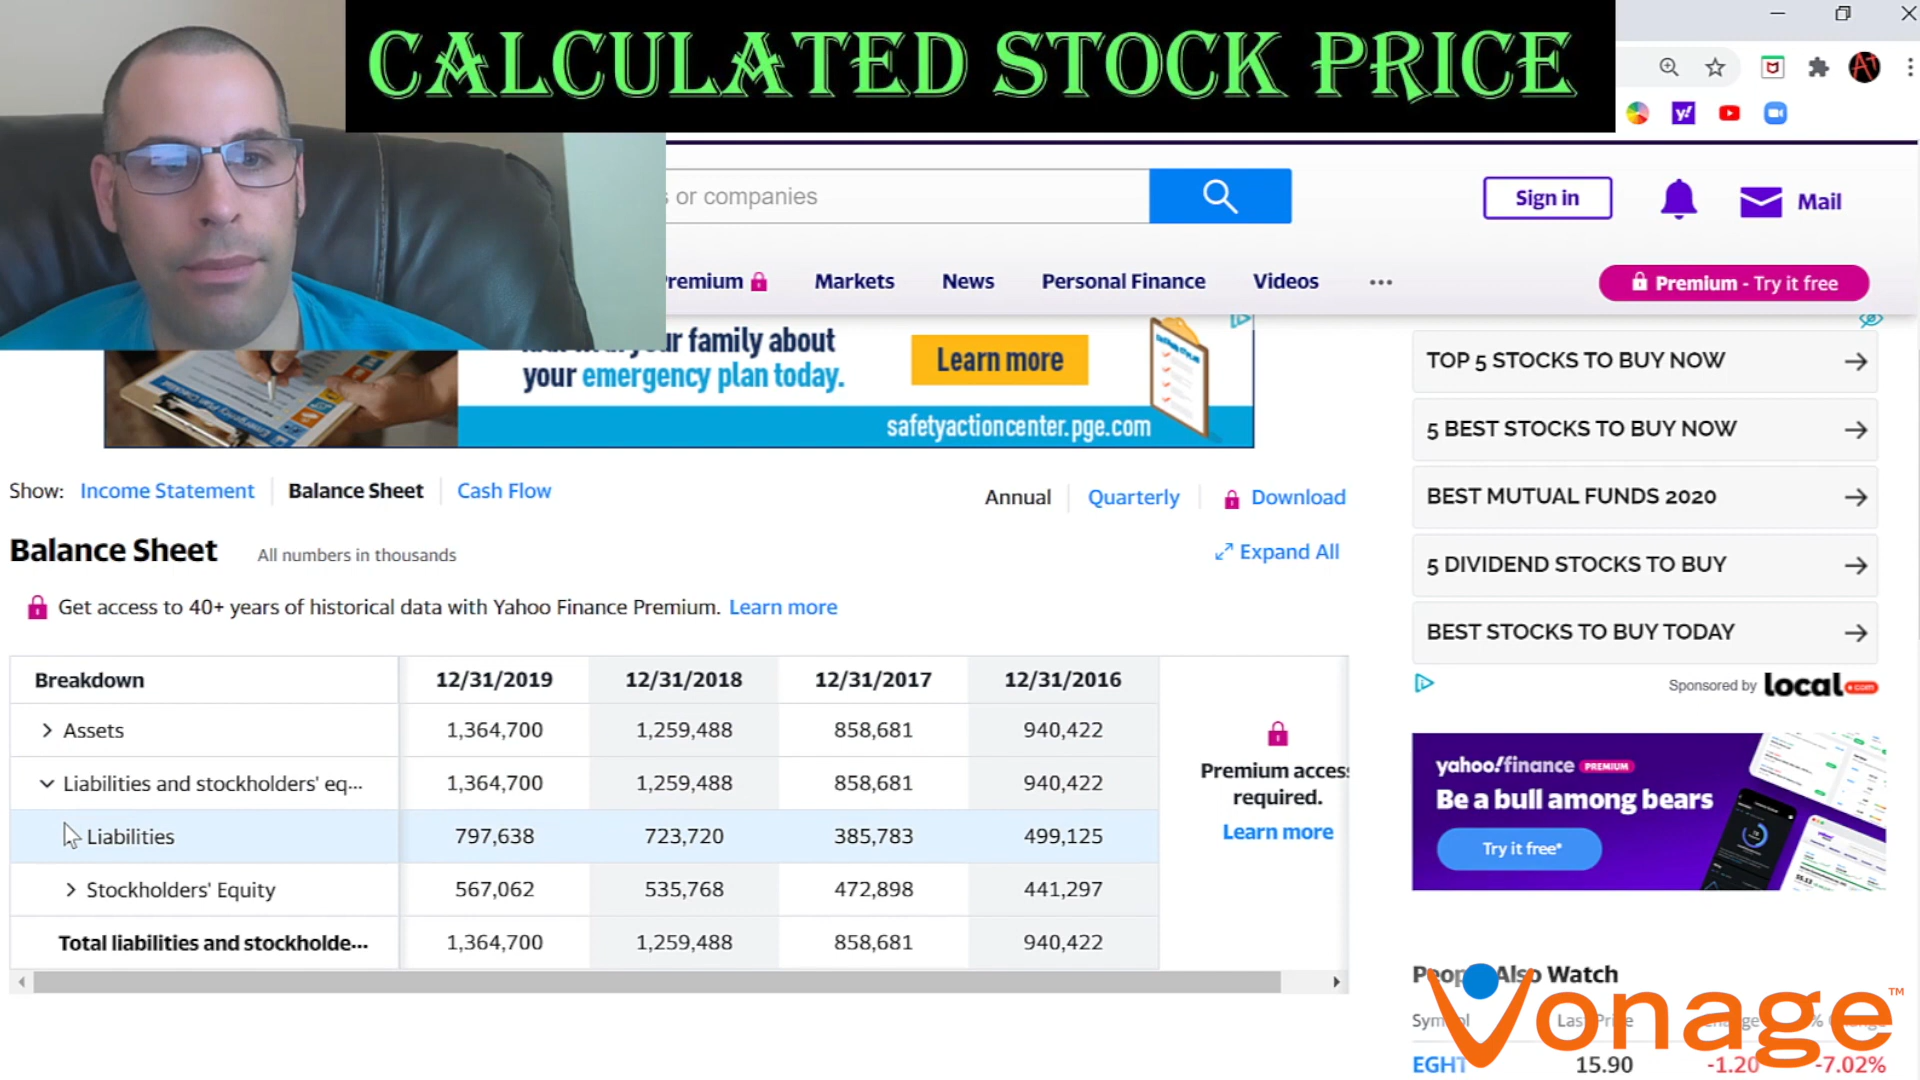 CALCULATED STOCK PRICE
or companies
Sign in
Mail
Premium
Markets
News
Personal Finance
Videos
...
Premium - Try it free
your family about
your emergency plan today.
Learn more
safetyactioncenter.pge.com
TOP 5 STOCKS TO BUY NOW
5 BEST STOCKS TO BUY NOW
BEST MUTUAL FUNDS 2020
5 DIVIDEND STOCKS TO BUY
BEST STOCKS TO BUY TODAY
Sponsored by local.com
Show: Income Statement Balance Sheet Cash Flow
Annual Quarterly Download
Balance Sheet All numbers in thousands
Expand All
Get access to 40+ years of historical data with Yahoo Finance Premium. Learn more
Breakdown 12/31/2019 12/31/2018 12/31/2017 12/31/2016
Assets 1,364,700 1,259,488 858,681 940,422
Liabilities and stockholders' eq... 1,364,700 1,259,488 858,681 940,422
Liabilities 797,638 723,720 385,783 499,125
Stockholders' Equity 567,062 535,768 472,898 441,297
Total liabilities and stockholde... 1,364,700 1,259,488 858,681 940,422
Premium access
required.
Learn more
yahoo!finance PREMIUM
Be a bull among bears
Try it free*
People Also Watch
Vonage™
EGHT 15.90 -1.20 -7.02%